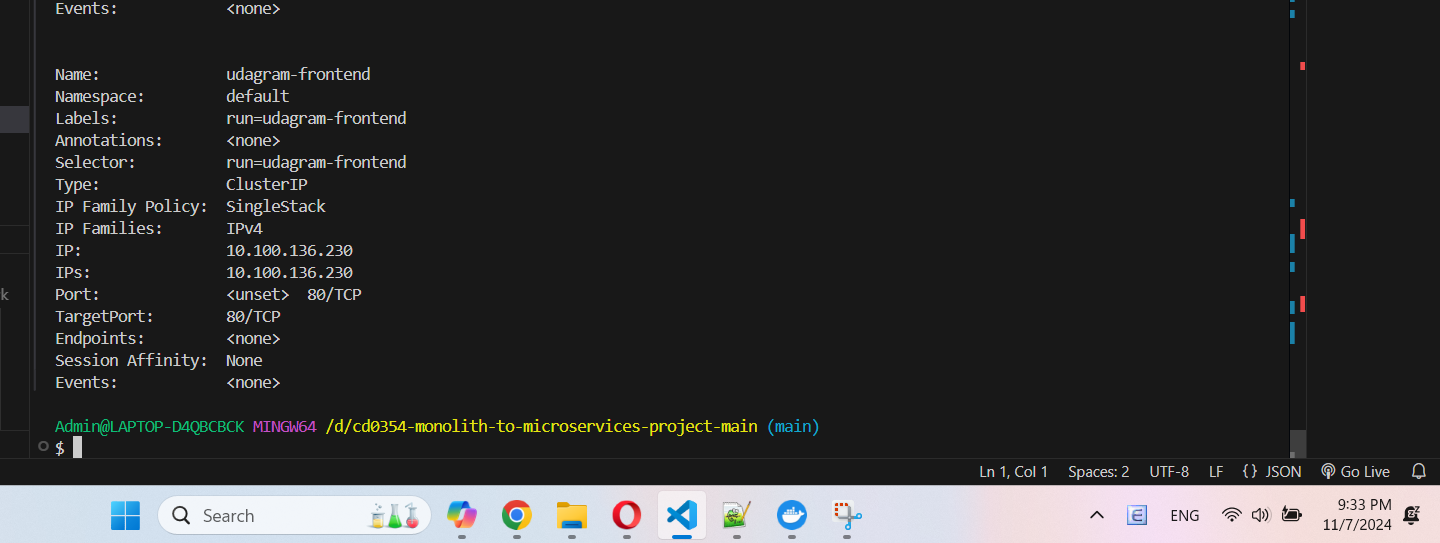 Events: <none>
Name: udagram-frontend
Namespace: default
Labels: run=udagram-frontend
Annotations: <none>
Selector: run=udagram-frontend
Type: ClusterIP
IP Family Policy: SingleStack
IP Families: IPv4
IP: 10.100.136.230
IPs: 10.100.136.230
Port: <unset> 80/TCP
TargetPort: 80/TCP
Endpoints: <none>
Session Affinity: None
Events: <none>
Admin@LAPTOP-D4QBCBCK MINGW64 /d/cd0354-monolith-to-microservices-project-main (main)
$
Ln 1, Col 1 Spaces: 2 UTF-8 LF {} JSON Go Live
Search
ENG
9:33 PM
11/7/2024